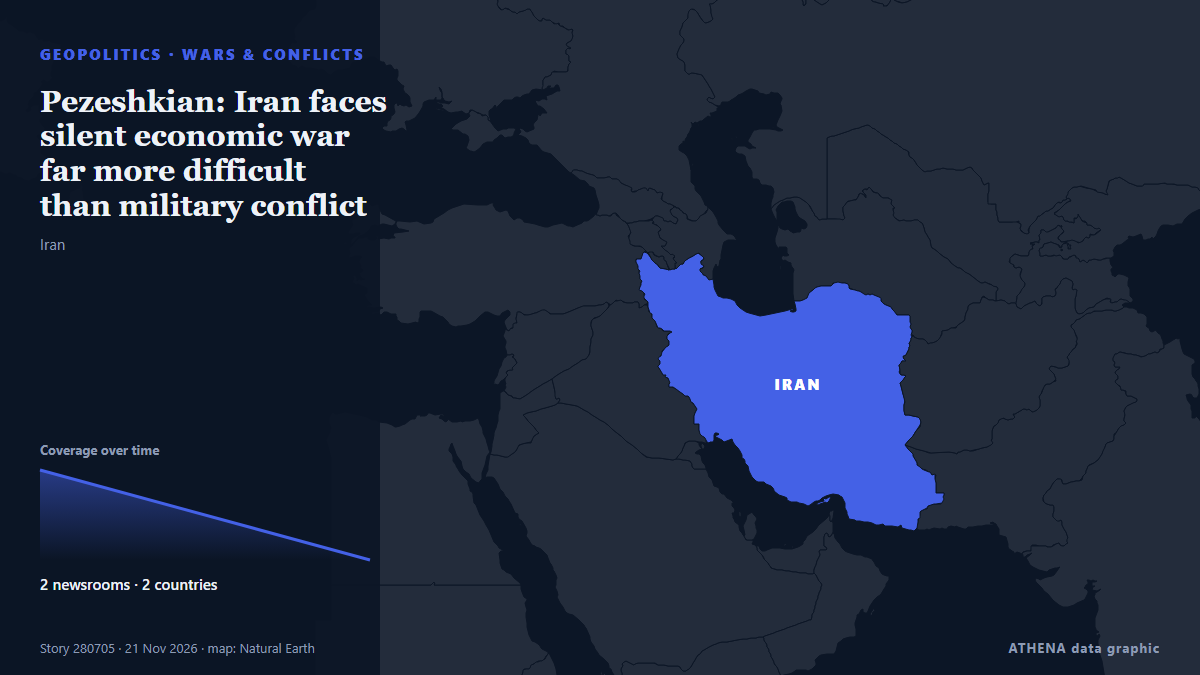 GEOPOLITICS · WARS & CONFLICTS
Pezeshkian: Iran faces
silent economic war
far more difficult
than military conflict
Iran
IRAN
Coverage over time
2 newsrooms · 2 countries
Story 280705 · 21 Nov 2026 · map: Natural Earth
ATHENA data graphic